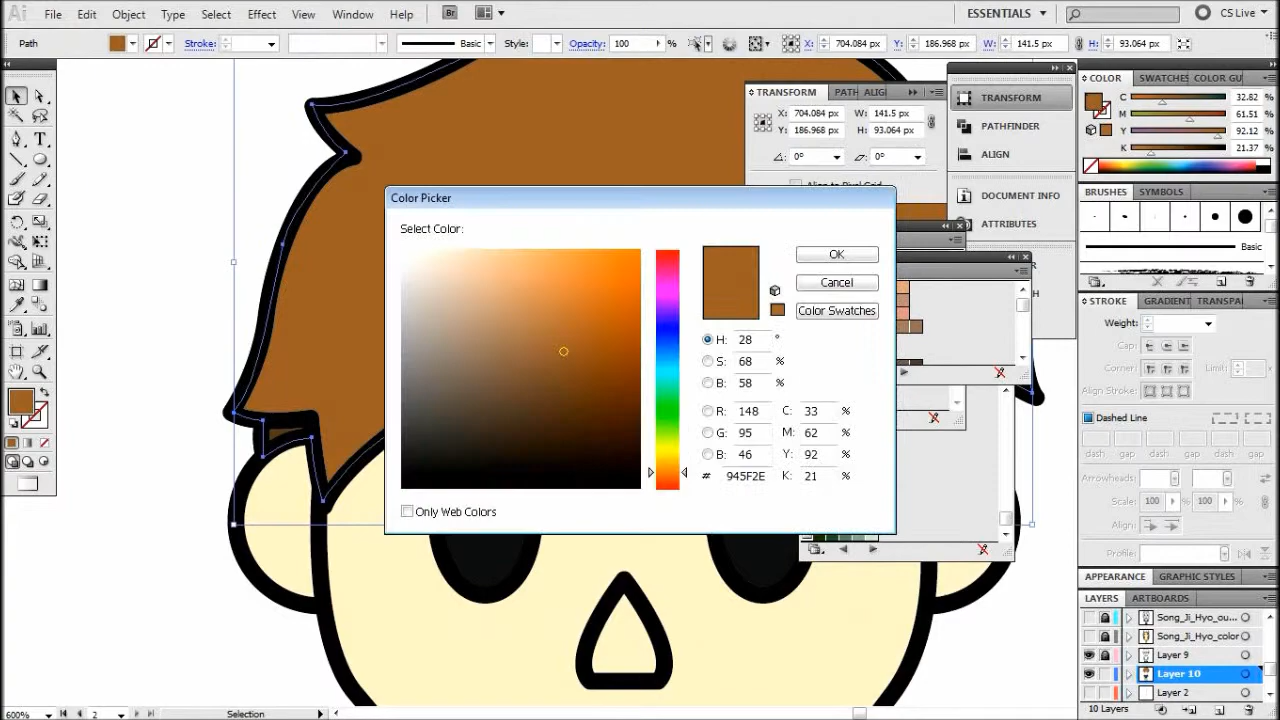 Ai File Edit Object Type Select Effect View Window Help Br ESSENTIALS CS Live
Path Stroke: Basic Style: Opacity: 100 % X: 704.084 px Y: 186.968 px W: 141.5 px H: 93.064 px
TRANSFORM PATH ALIG
X: 704.084 px W: 141.5 px
Y: 186.968 px H: 93.064 px
0° 0°
Align to Pixel Grid
TRANSFORM
PATHFINDER
ALIGN
DOCUMENT INFO
ATTRIBUTES
COLOR SWATCHES COLOR GU
C 32.82 %
M 61.51 %
Y 92.12 %
K 21.37 %
BRUSHES SYMBOLS
Basic
STROKE GRADIENT TRANSPA
Weight:
Cap:
Corner: Limit:
Align Stroke:
Dashed Line
dash gap dash gap dash gap
Arrowheads:
Scale: 100 100 %
Align:
Profile:
APPEARANCE GRAPHIC STYLES
LAYERS ARTBOARDS
Song_Ji_Hyo_ou...
Song_Ji_Hyo_color
Layer 9
Layer 10
Layer 2
10 Layers
Color Picker
Select Color:
OK
Cancel
Color Swatches
H: 28 °
S: 68 %
B: 58 %
R: 148 C: 33 %
G: 95 M: 62 %
B: 46 Y: 92 %
# 945F2E K: 21 %
Only Web Colors
600% 2 Selection